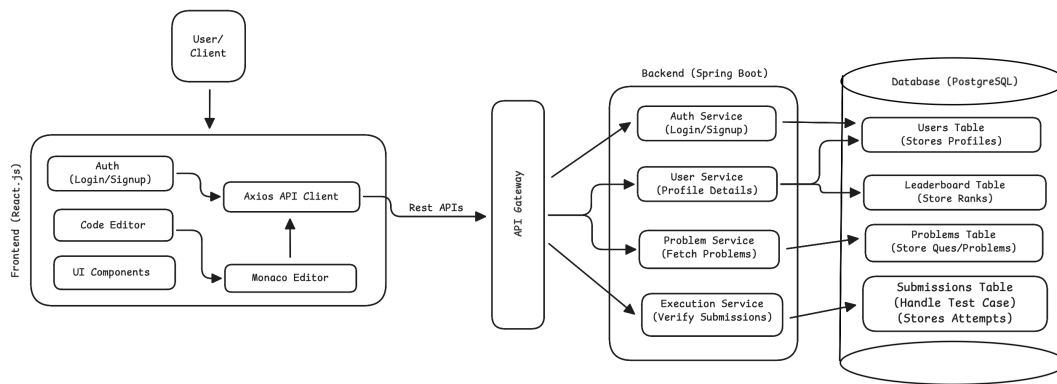 User/
Client
Frontend (React.js)
Auth
(Login/Signup)
Code Editor
UI Components
Axios API Client
Monaco Editor
Rest APIs
API Gateway
Backend (Spring Boot)
Auth Service
(Login/Signup)
User Service
(Profile Details)
Problem Service
(Fetch Problems)
Execution Service
(Verify Submissions)
Database (PostgreSQL)
Users Table
(Stores Profiles)
Leaderboard Table
(Store Ranks)
Problems Table
(Store Ques/Problems)
Submissions Table
(Handle Test Case)
(Stores Attempts)